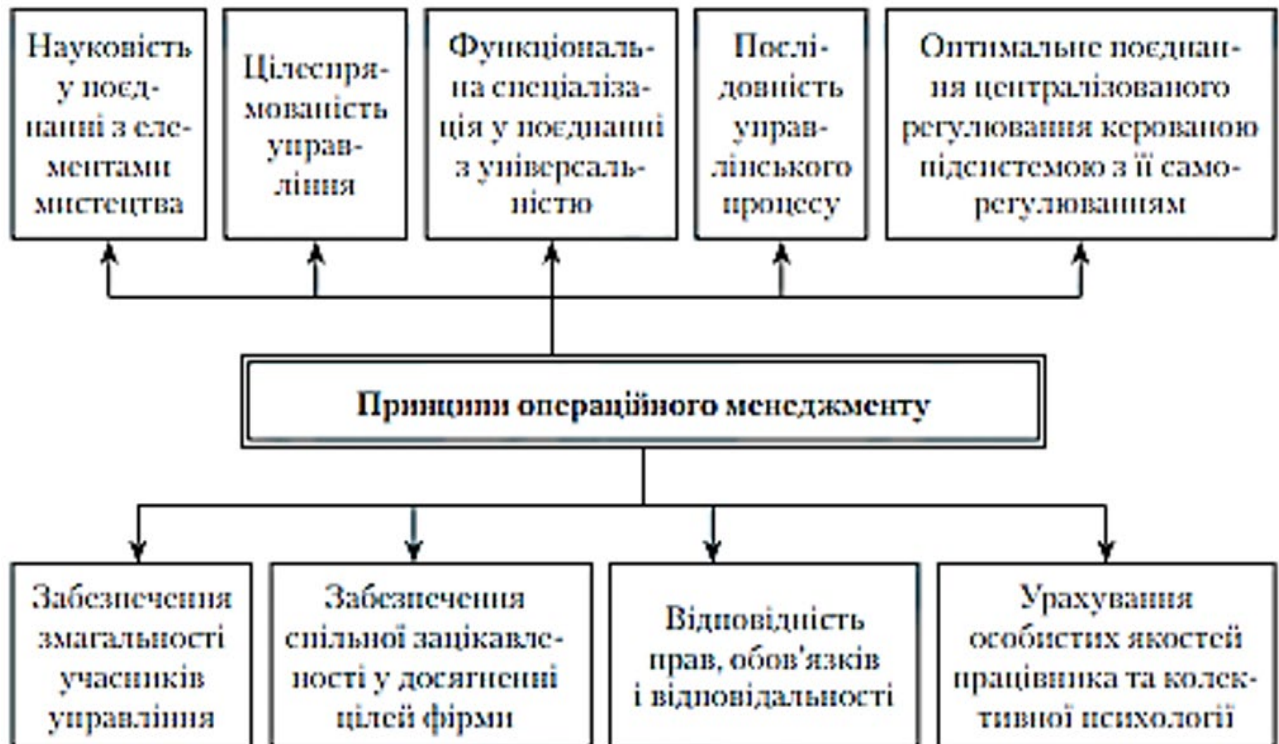 Науковість
у поєд-
нанні з еле-
ментами
мистецтва
Цілеспря-
мованість
управ-
ління
Функціональ-
на спеціаліза-
ція у поєднанні
з універсаль-
ністю
Послі-
довність
управ-
лінського
процесу
Оптимальне поєднан-
ня централізованого
регулювання керованою
підсистемою з її само-
регулюванням
Принципи операційного менеджменту
Забезпечення
змагальності
учасників
управління
Забезпечення
спільної зацікавле-
ності у досягненні
цілей фірми
Відповідність
прав, обов'язків
і відповідальності
Урахування
особистих якостей
працівника та колек-
тивної психології